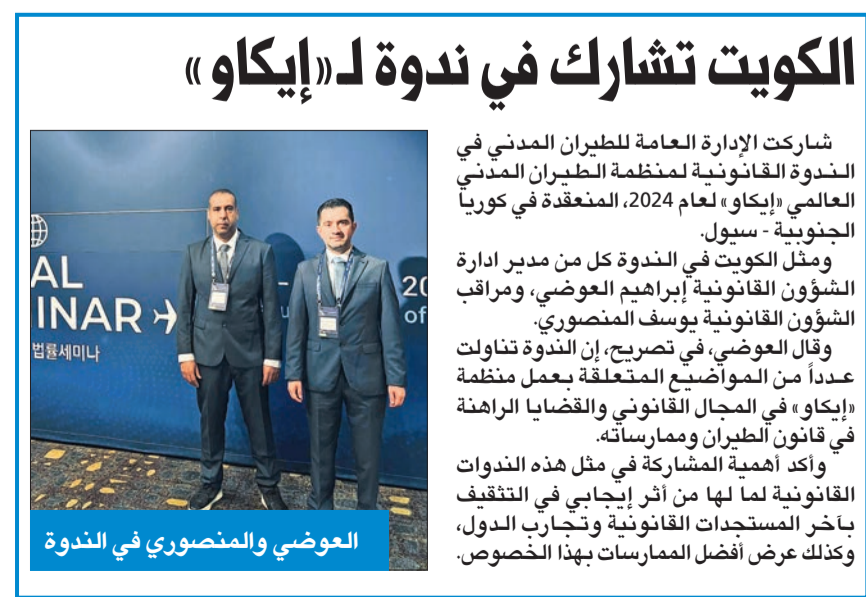 الكويت تشارك في ندوة لـ«إيكاو»
شاركت الإدارة العامة للطيران المدني في
الندوة القانونية لمنظمة الطيران المدني
العالمي «إيكاو» لعام 2024، المنعقدة في كوريا
الجنوبية - سيول.
ومثل الكويت في الندوة كل من مدير ادارة
الشؤون القانونية إبراهيم العوضي، ومراقب
الشؤون القانونية يوسف المنصوري.
وقال العوضي، في تصريح، إن الندوة تناولت
عدداً من المواضيع المتعلقة بعمل منظمة
«إيكاو» في المجال القانوني والقضايا الراهنة
في قانون الطيران وممارساته.
وأكد أهمية المشاركة في مثل هذه الندوات
القانونية لما لها من أثر إيجابي في التثقيف
بآخر المستجدات القانونية وتجارب الدول،
وكذلك عرض أفضل الممارسات بهذا الخصوص.
AL
INAR
20
of
법률세미나
العوضي والمنصوري في الندوة